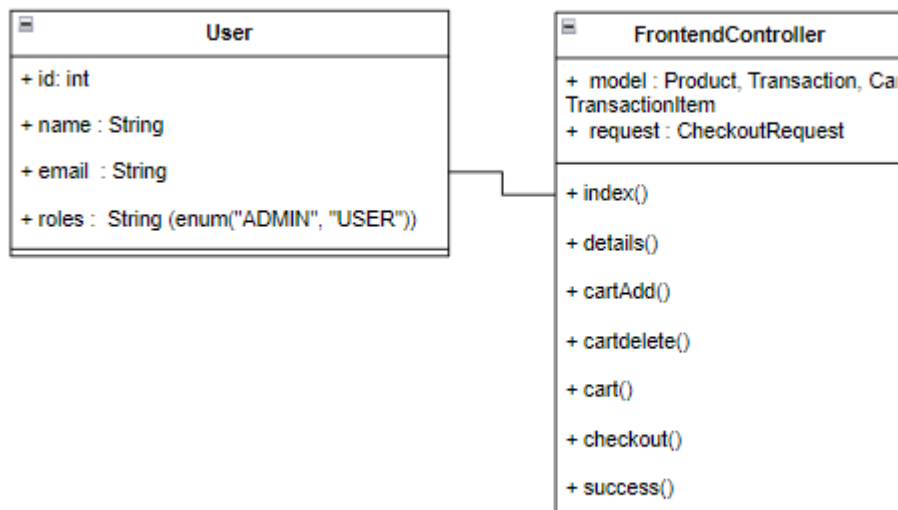 User
+ id: int
+ name : String
+ email : String
+ roles : String (enum("ADMIN", "USER"))
FrontendController
+ model : Product, Transaction,
TransactionItem
+ request : CheckoutRequest
+ index()
+ details()
+ cartAdd()
+ cartdelete()
+ cart()
+ checkout()
+ success()